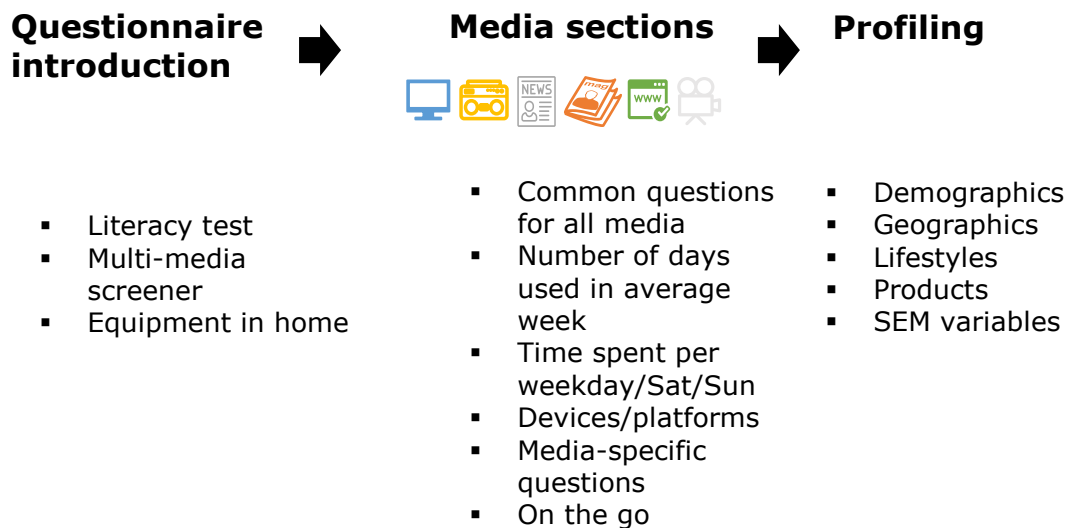 Questionnaire
introduction
Media sections
Profiling
NEWS
mag
www
▪ Literacy test
▪ Multi-media
screener
▪ Equipment in home
▪ Common questions
for all media
▪ Number of days
used in average
week
▪ Time spent per
weekday/Sat/Sun
▪ Devices/platforms
▪ Media-specific
questions
▪ On the go
▪ Demographics
▪ Geographics
▪ Lifestyles
▪ Products
▪ SEM variables